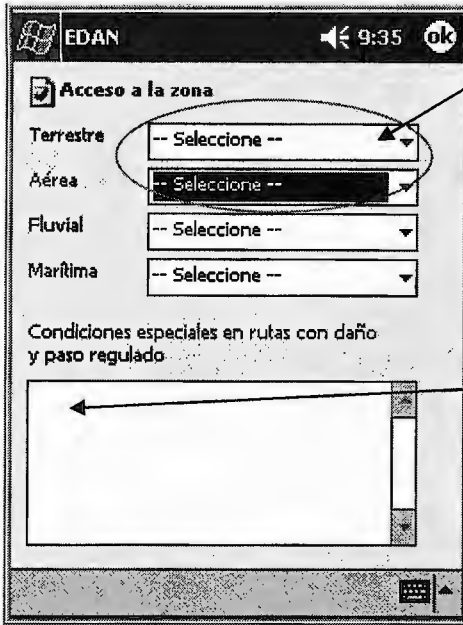 EDAN 9:35 ok
Acceso a la zona
Terrestre -- Seleccione --
Aérea -- Seleccione --
Fluvial -- Seleccione --
Marítima -- Seleccione --
Condiciones especiales en rutas con daño
y paso regulado